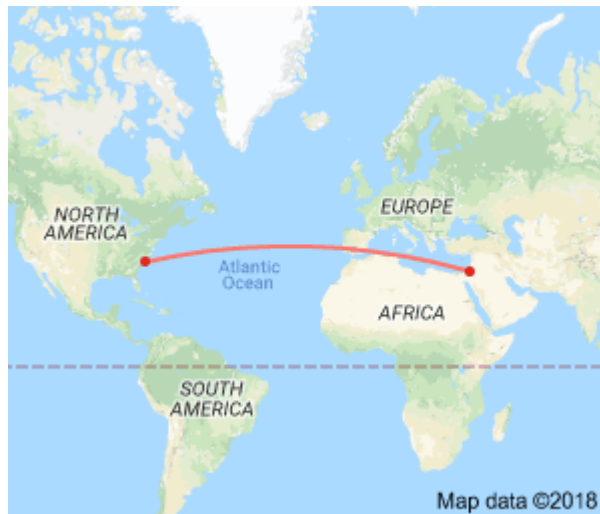 NORTH
AMERICA
EUROPE
Atlantic
Ocean
AFRICA
SOUTH
AMERICA
Map data ©2018